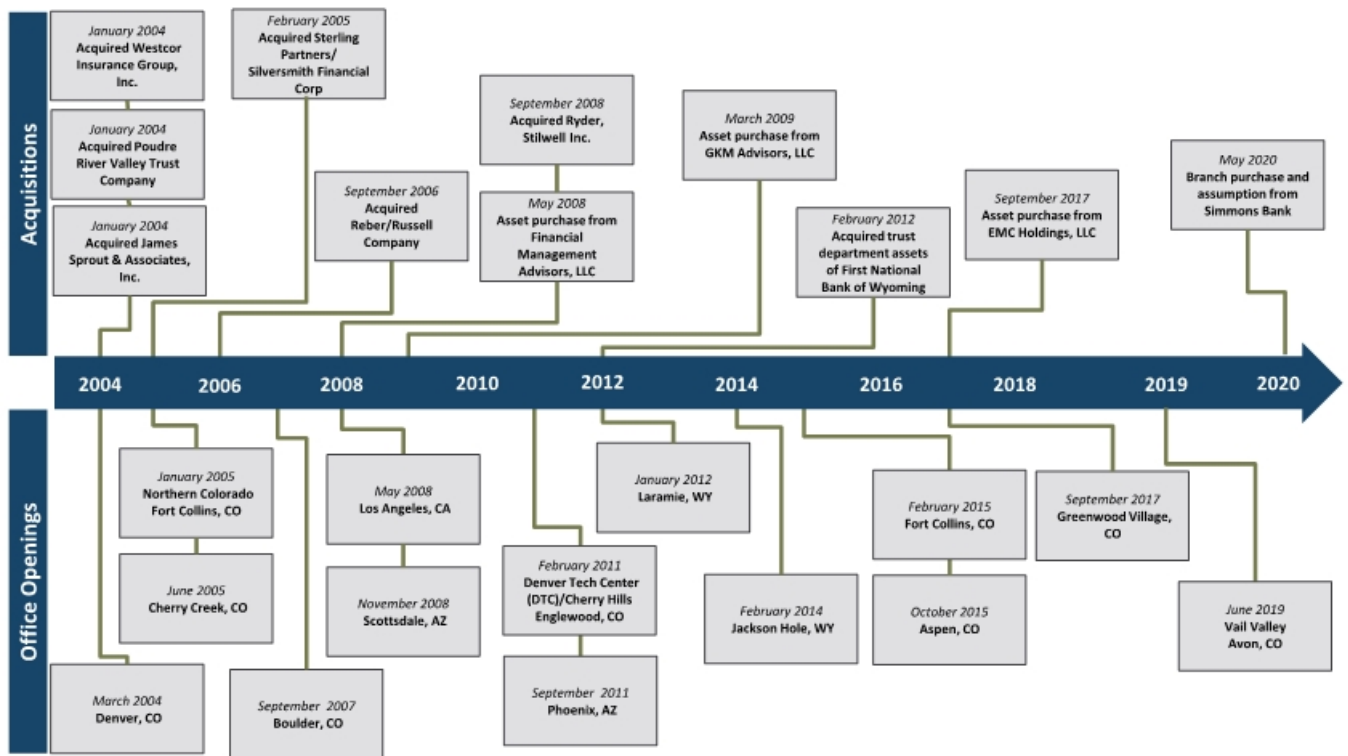 Acquisitions
January 2004
Acquired Westcor
Insurance Group,
Inc.
January 2004
Acquired Poudre
River Valley Trust
Company
January 2004
Acquired James
Sprout & Associates,
Inc.
February 2005
Acquired Sterling
Partners/
Silversmith Financial
Corp
September 2006
Acquired
Reber/Russell
Company
September 2008
Acquired Ryder,
Stilwell Inc.
May 2008
Asset purchase from
Financial
Management
Advisors, LLC
March 2009
Asset purchase from
GKM Advisors, LLC
February 2012
Acquired trust
department assets
of First National
Bank of Wyoming
September 2017
Asset purchase from
EMC Holdings, LLC
May 2020
Branch purchase and
assumption from
Simmons Bank
2004 2006 2008 2010 2012 2014 2016 2018 2019 2020
Office Openings
March 2004
Denver, CO
January 2005
Northern Colorado
Fort Collins, CO
June 2005
Cherry Creek, CO
September 2007
Boulder, CO
May 2008
Los Angeles, CA
November 2008
Scottsdale, AZ
February 2011
Denver Tech Center
(DTC)/Cherry Hills
Englewood, CO
September 2011
Phoenix, AZ
January 2012
Laramie, WY
February 2014
Jackson Hole, WY
February 2015
Fort Collins, CO
October 2015
Aspen, CO
September 2017
Greenwood Village,
CO
June 2019
Vail Valley
Avon, CO